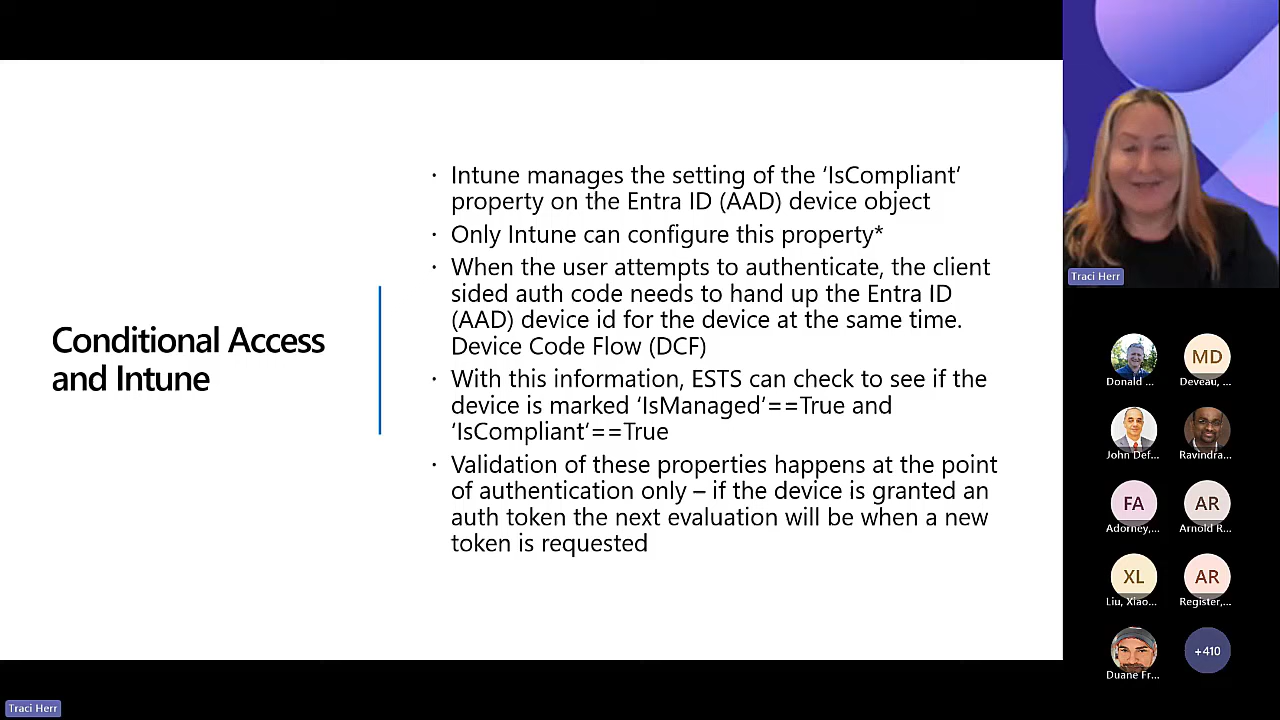 Conditional Access
and Intune
· Intune manages the setting of the ‘IsCompliant’
property on the Entra ID (AAD) device object
· Only Intune can configure this property*
· When the user attempts to authenticate, the client
sided auth code needs to hand up the Entra ID
(AAD) device id for the device at the same time.
Device Code Flow (DCF)
· With this information, ESTS can check to see if the
device is marked ‘IsManaged’==True and
‘IsCompliant’==True
· Validation of these properties happens at the point
of authentication only – if the device is granted an
auth token the next evaluation will be when a new
token is requested
Traci Herr
Donald ...
MD
Deveau, ...
John Def...
Ravindra...
FA
Adorney,...
AR
Arnold R...
XL
Liu, Xiao...
AR
Register,...
Duane Fr...
+410
Traci Herr